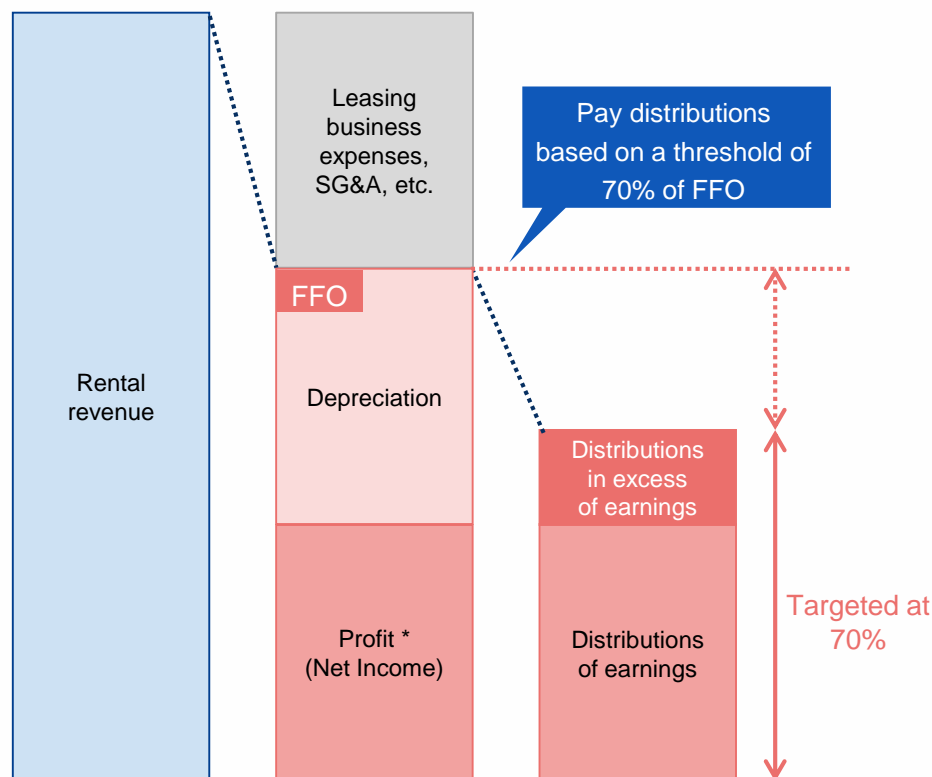 Rental
revenue
Leasing
business
expenses,
SG&A, etc.
FFO
Depreciation
Profit *
(Net Income)
Pay distributions
based on a threshold of
70% of FFO
Distributions
in excess
of earnings
Distributions
of earnings
Targeted at
70%